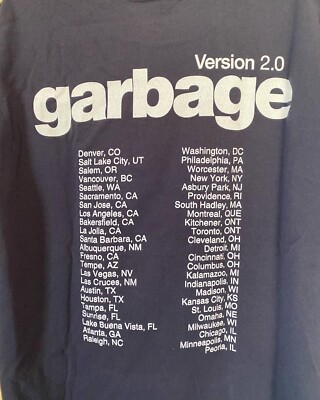 Version 2.0
garbage
Denver, CO
Salt Lake City, UT
Salem, OR
Vancouver, BC
Seattle, WA
Sacramento, CA
San Jose, CA
Los Angeles, CA
Bakersfield, CA
La Jolla, CA
Santa Barbara, CA
Albuquerque, NM
Fresno, CA
Tempe, AZ
Las Vegas, NV
Las Cruces, NM
Austin, TX
Houston, TX
Tampa, FL
Sunrise, FL
Lake Buena Vista, FL
Atlanta, GA
Raleigh, NC
Washington, DC
Philadelphia, PA
Worcester, MA
New York, NY
Asbury Park, NJ
Providence, RI
South Hadley, MA
Montreal, QUE
Kitchener, ONT
Toronto, ONT
Cleveland, OH
Detroit, MI
Cincinnati, OH
Columbus, OH
Kalamazoo, MI
Indianapolis, IN
Madison, WI
Kansas City, KS
St. Louis, MO
Omaha, NE
Milwaukee, WI
Chicago, IL
Minneapolis, MN
Peoria, IL